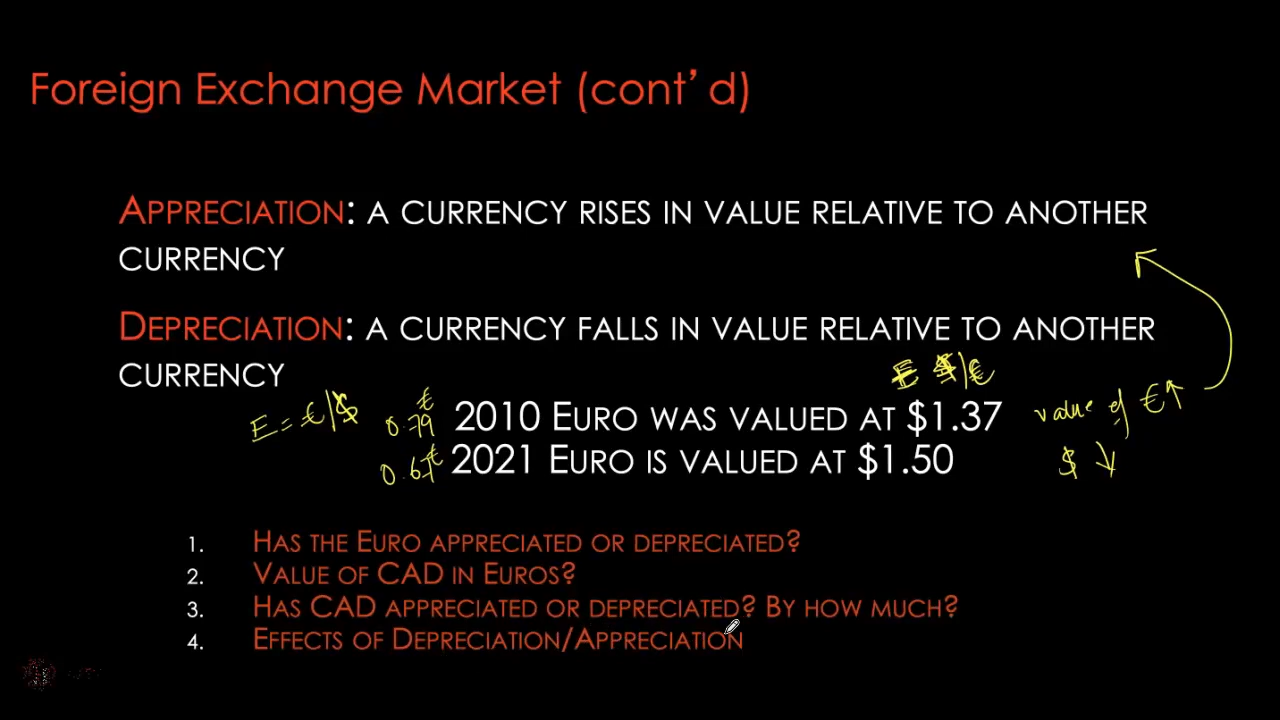 Foreign Exchange Market (cont’d)
APPRECIATION: A CURRENCY RISES IN VALUE RELATIVE TO ANOTHER
CURRENCY
DEPRECIATION: A CURRENCY FALLS IN VALUE RELATIVE TO ANOTHER
CURRENCY
$/€
E = €/$
0.79 €
2010 EURO WAS VALUED AT $1.37
value of € ↑
0.67 €
2021 EURO IS VALUED AT $1.50
$ ↓
1. HAS THE EURO APPRECIATED OR DEPRECIATED?
2. VALUE OF CAD IN EUROS?
3. HAS CAD APPRECIATED OR DEPRECIATED? BY HOW MUCH?
4. EFFECTS OF DEPRECIATION/APPRECIATION